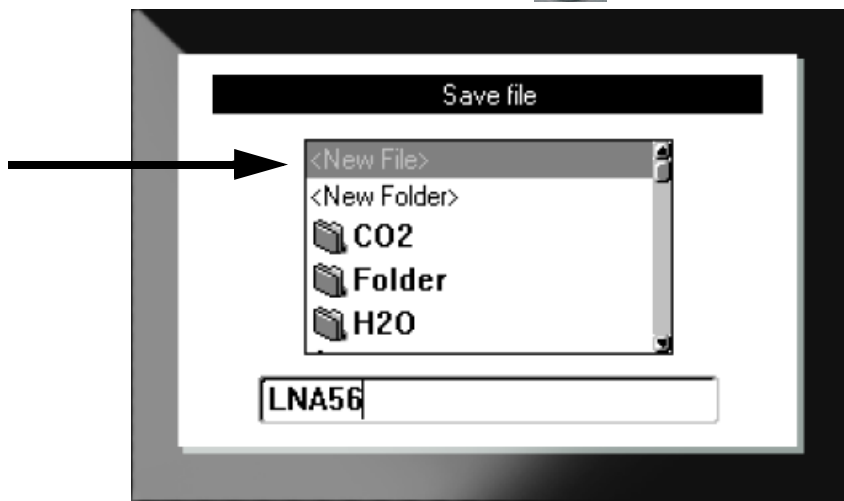 Save file
<New File>
<New Folder>
CO2
Folder
H2O
LNA56